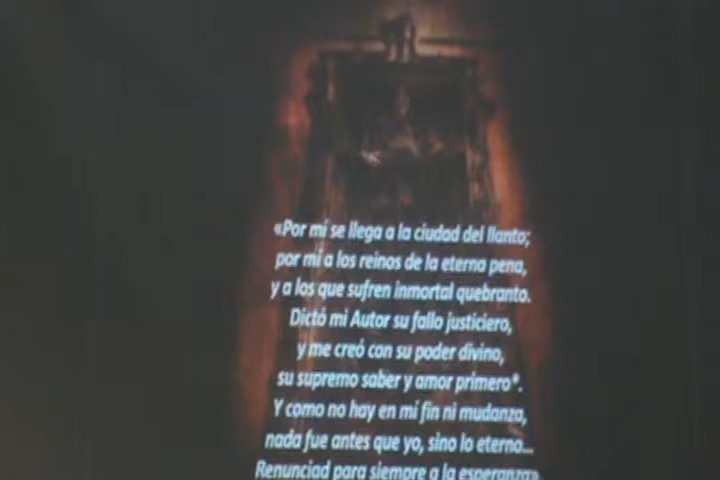 «Por mí se llega a la ciudad del llanto;
por mí a los reinos de la eterna pena,
y a los que sufren inmortal quebranto.
Dictó mi Autor su fallo justiciero,
y me creó con su poder divino,
su supremo saber y amor primero*.
Y como no hay en mí fin ni mudanza,
nada fue antes que yo, sino lo eterno...
Renunciad para siempre a la esperanza».